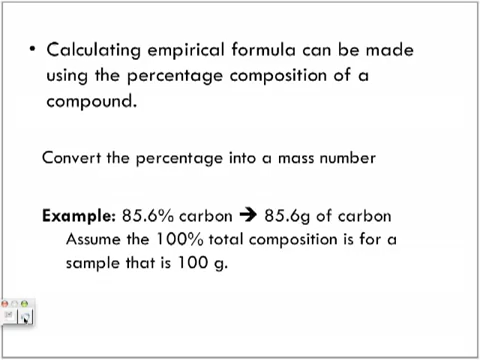 • Calculating empirical formula can be made
using the percentage composition of a
compound.
Convert the percentage into a mass number
Example: 85.6% carbon → 85.6g of carbon
Assume the 100% total composition is for a
sample that is 100 g.